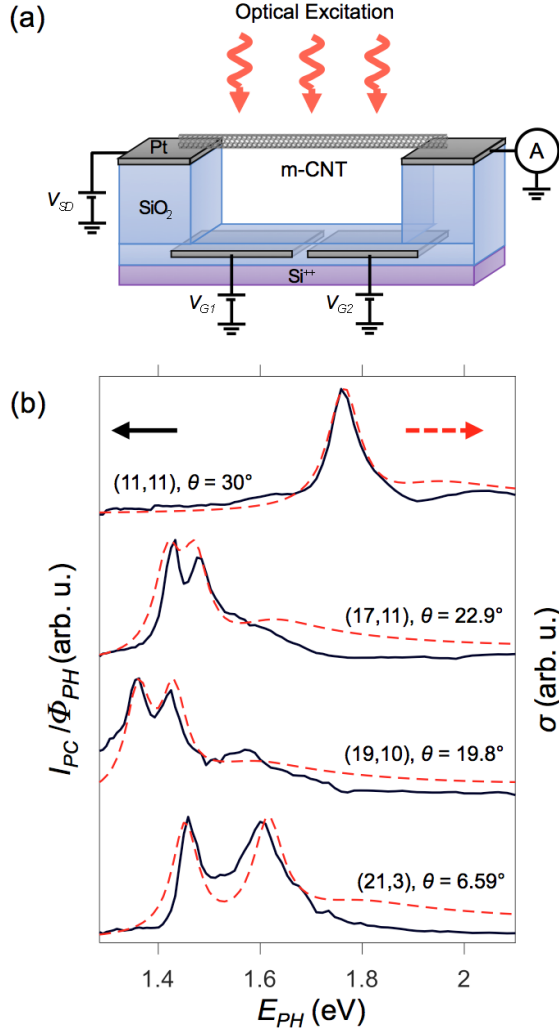 (a)
Optical Excitation
Pt
A
m-CNT
V_SD
SiO₂
Si⁺⁺
V_G1
V_G2
(b)
(11,11), θ = 30°
(17,11), θ = 22.9°
(19,10), θ = 19.8°
(21,3), θ = 6.59°
I_PC /Φ_PH (arb. u.)
σ (arb. u.)
1.4 1.6 1.8 2
E_PH (eV)